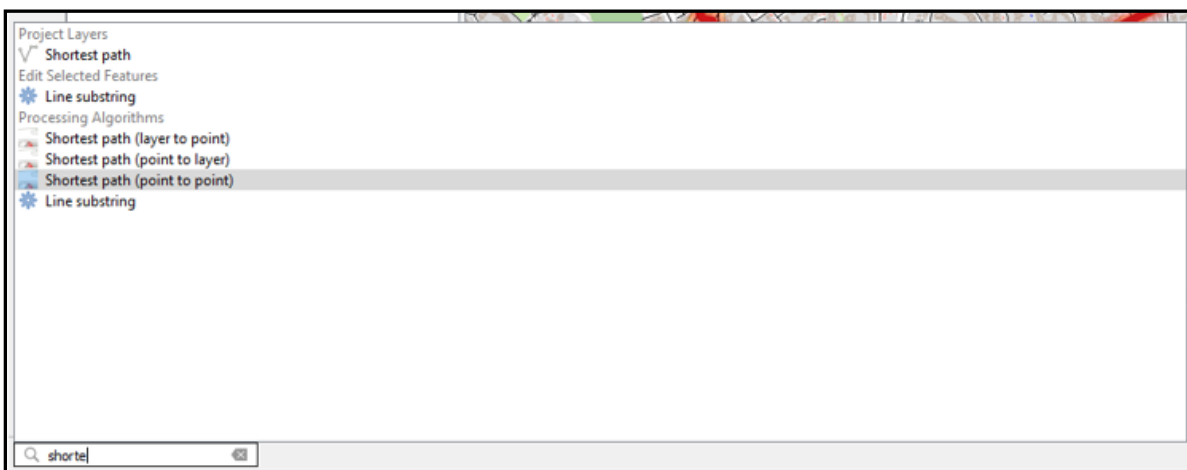 Project Layers
Shortest path
Edit Selected Features
Line substring
Processing Algorithms
Shortest path (layer to point)
Shortest path (point to layer)
Shortest path (point to point)
Line substring
shorte